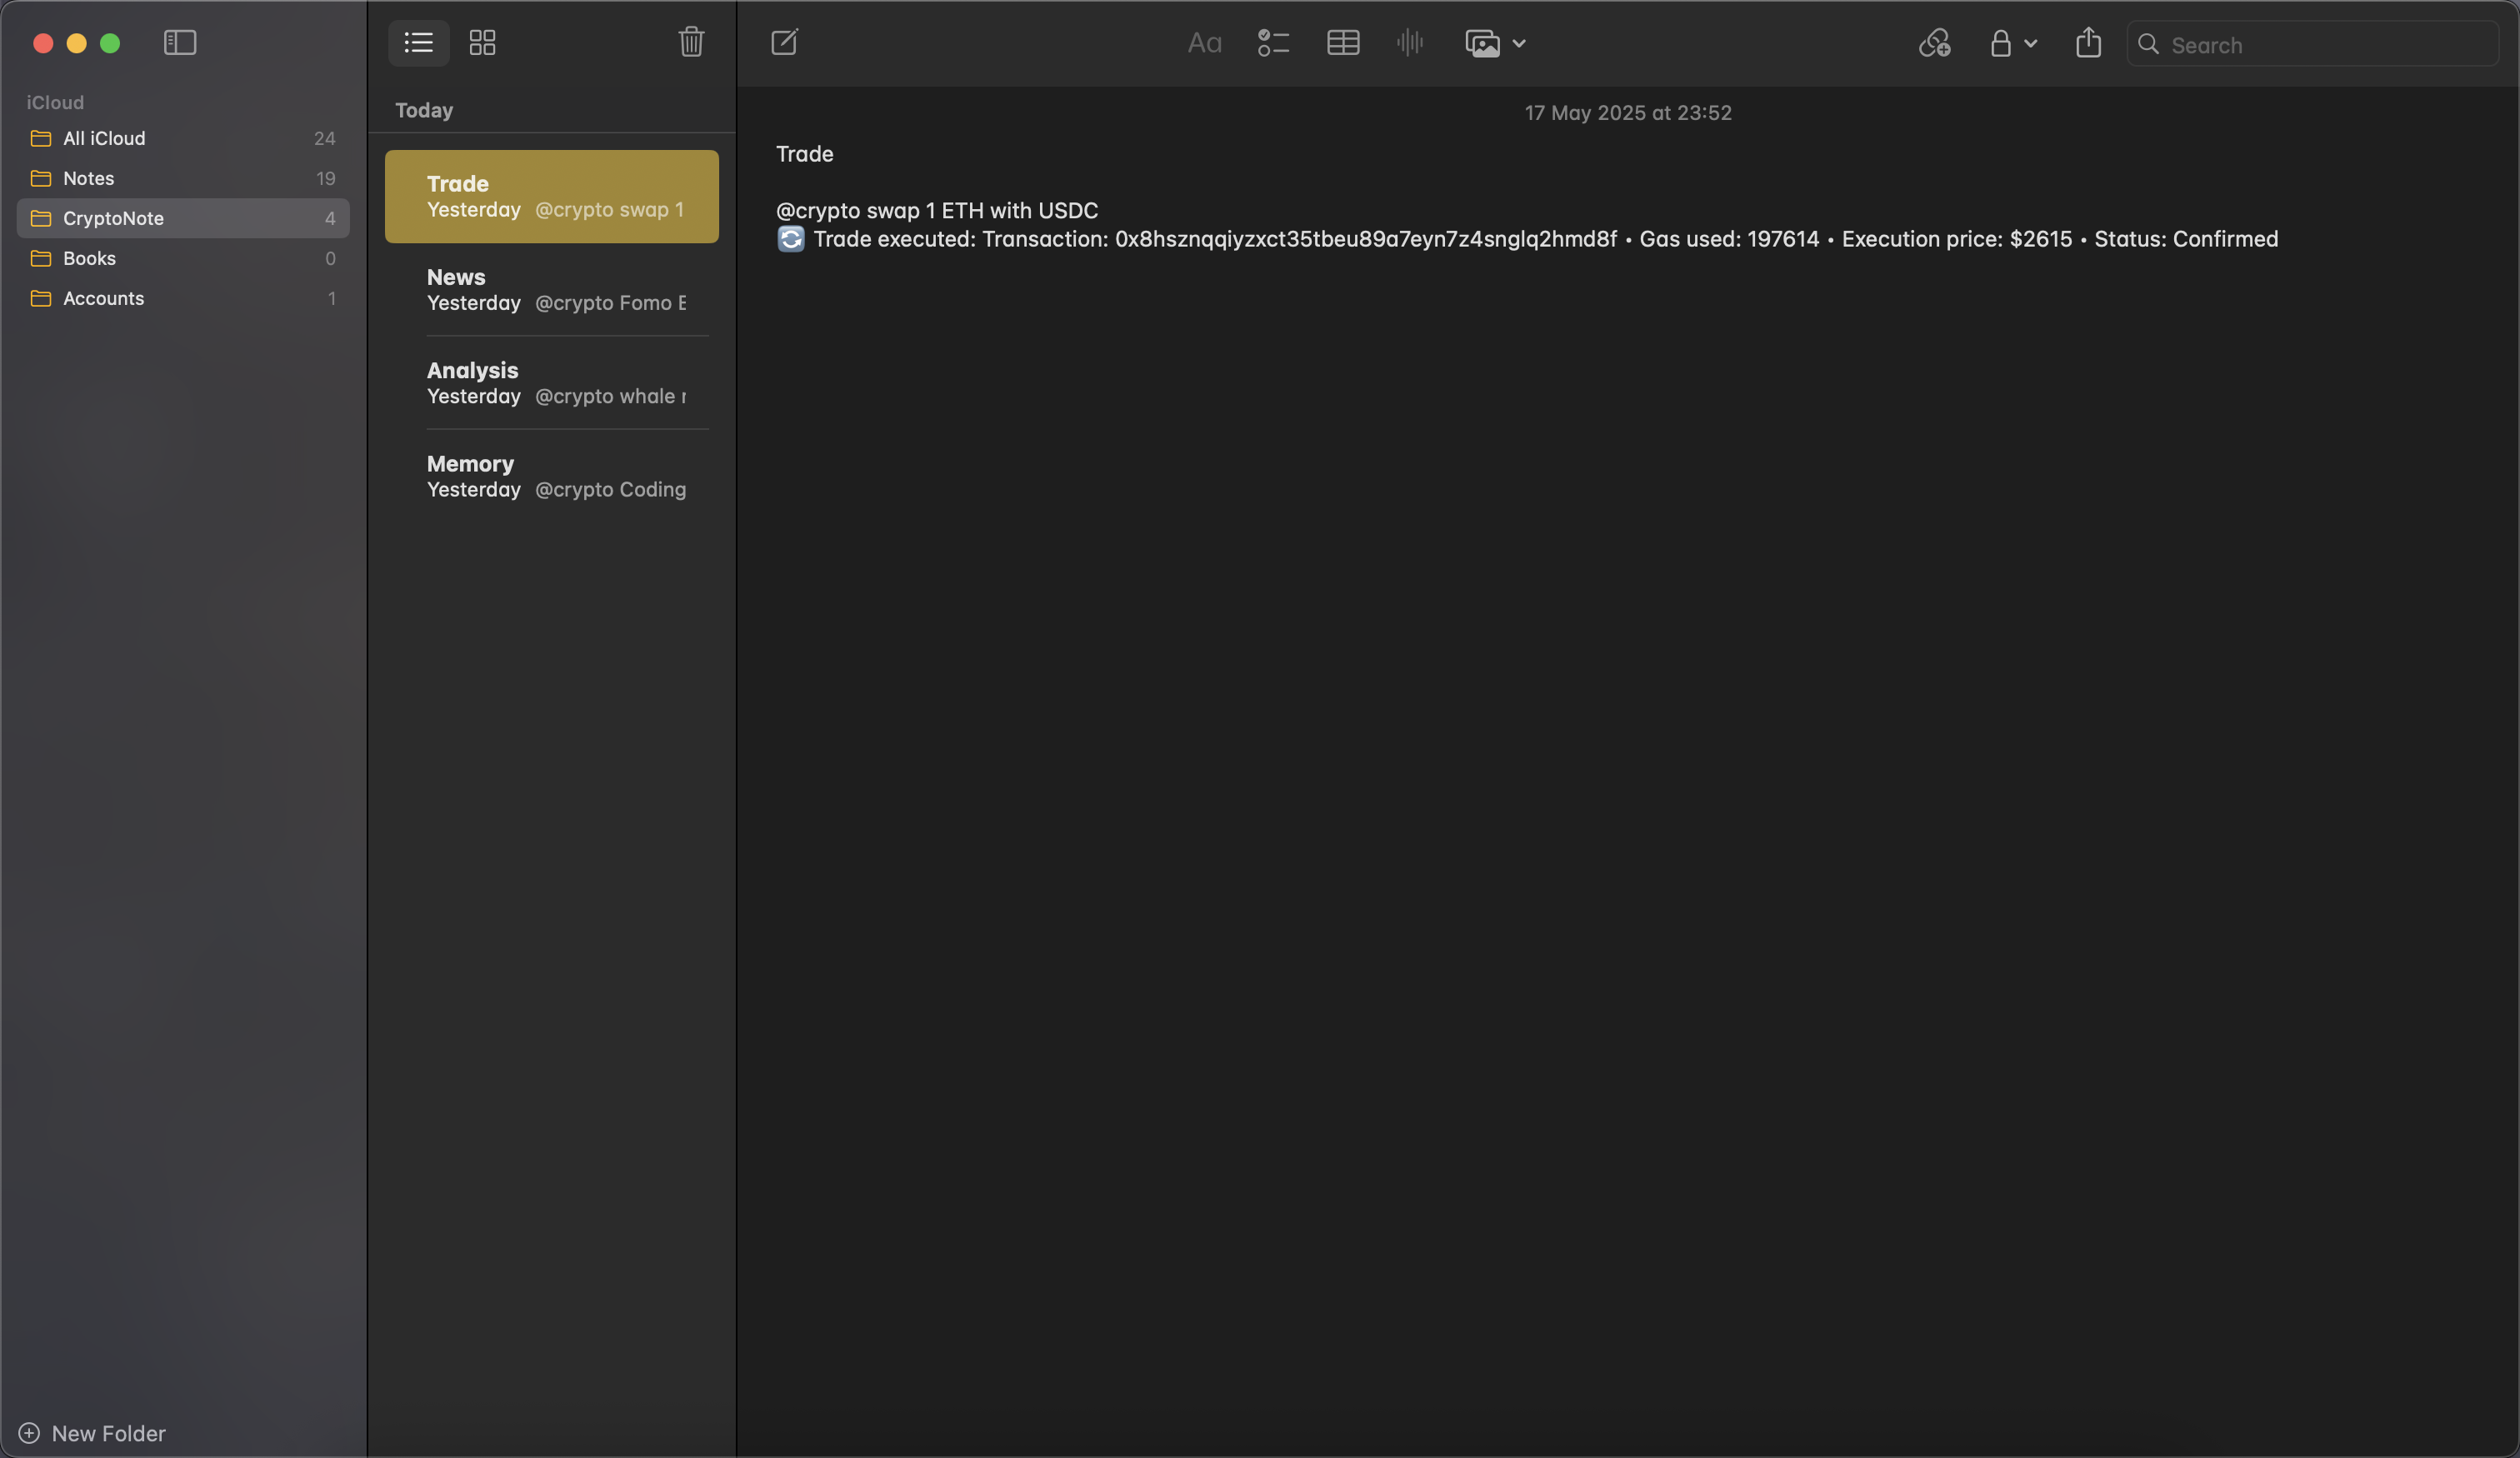 iCloud
All iCloud 24
Notes 19
CryptoNote 4
Books 0
Accounts 1
New Folder
Today
Trade
Yesterday @crypto swap 1
News
Yesterday @crypto Fomo E
Analysis
Yesterday @crypto whale r
Memory
Yesterday @crypto Coding
Aa
Search
17 May 2025 at 23:52
Trade
@crypto swap 1 ETH with USDC
🔄 Trade executed: Transaction: 0x8hsznqqiyzxct35tbeu89a7eyn7z4snglq2hmd8f • Gas used: 197614 • Execution price: $2615 • Status: Confirmed